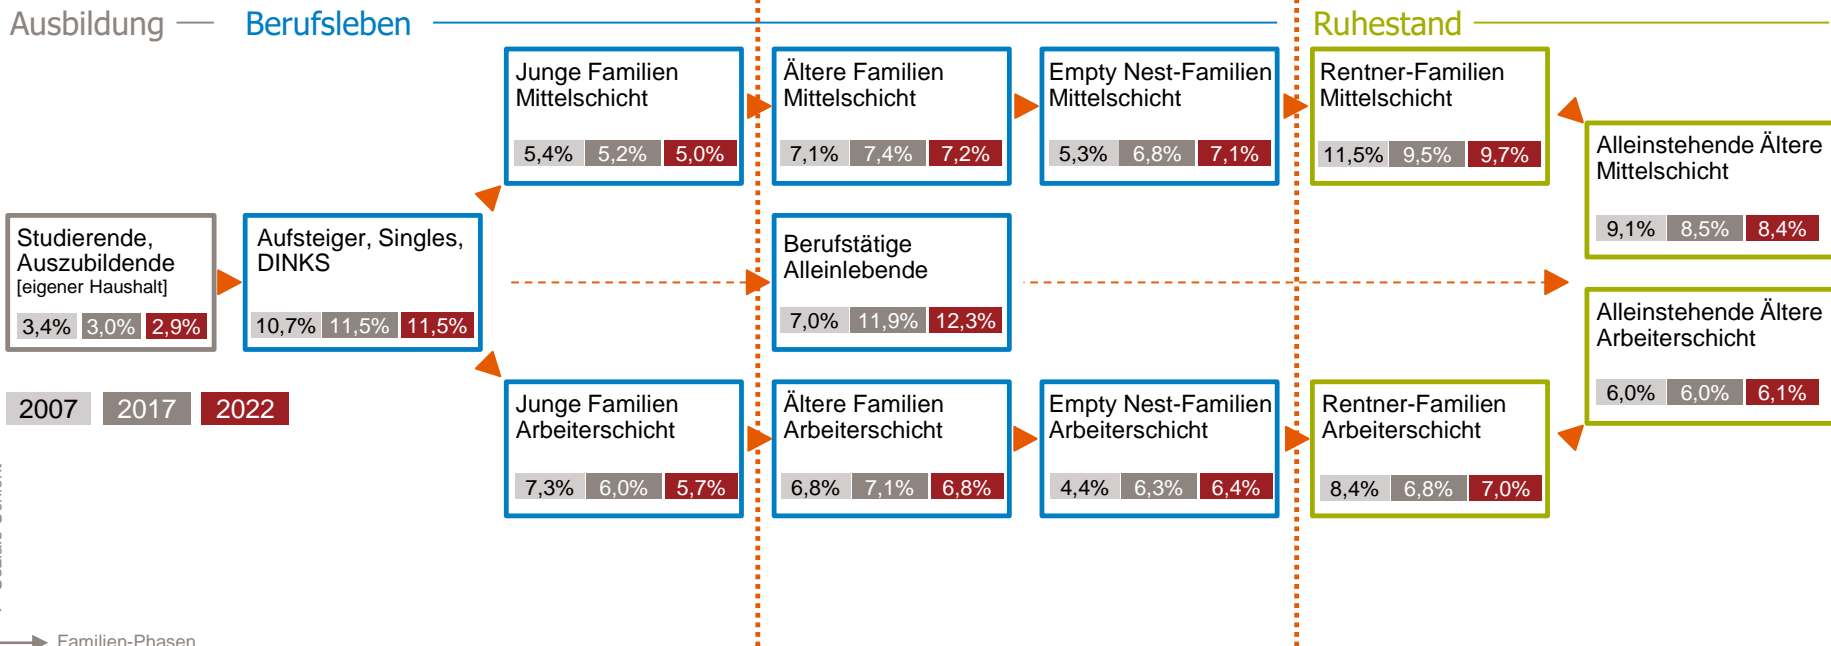 Ausbildung
Berufsleben
Ruhestand
Junge Familien
Mittelschicht
5,4% 5,2% 5,0%
Ältere Familien
Mittelschicht
7,1% 7,4% 7,2%
Empty Nest-Familien
Mittelschicht
5,3% 6,8% 7,1%
Rentner-Familien
Mittelschicht
11,5% 9,5% 9,7%
Alleinstehende Ältere
Mittelschicht
9,1% 8,5% 8,4%
Studierende,
Auszubildende
[eigener Haushalt]
3,4% 3,0% 2,9%
Aufsteiger, Singles,
DINKS
10,7% 11,5% 11,5%
Berufstätige
Alleinlebende
7,0% 11,9% 12,3%
Alleinstehende Ältere
Arbeiterschicht
6,0% 6,0% 6,1%
2007 2017 2022
Junge Familien
Arbeiterschicht
7,3% 6,0% 5,7%
Ältere Familien
Arbeiterschicht
6,8% 7,1% 6,8%
Empty Nest-Familien
Arbeiterschicht
4,4% 6,3% 6,4%
Rentner-Familien
Arbeiterschicht
8,4% 6,8% 7,0%
Familien-Phasen